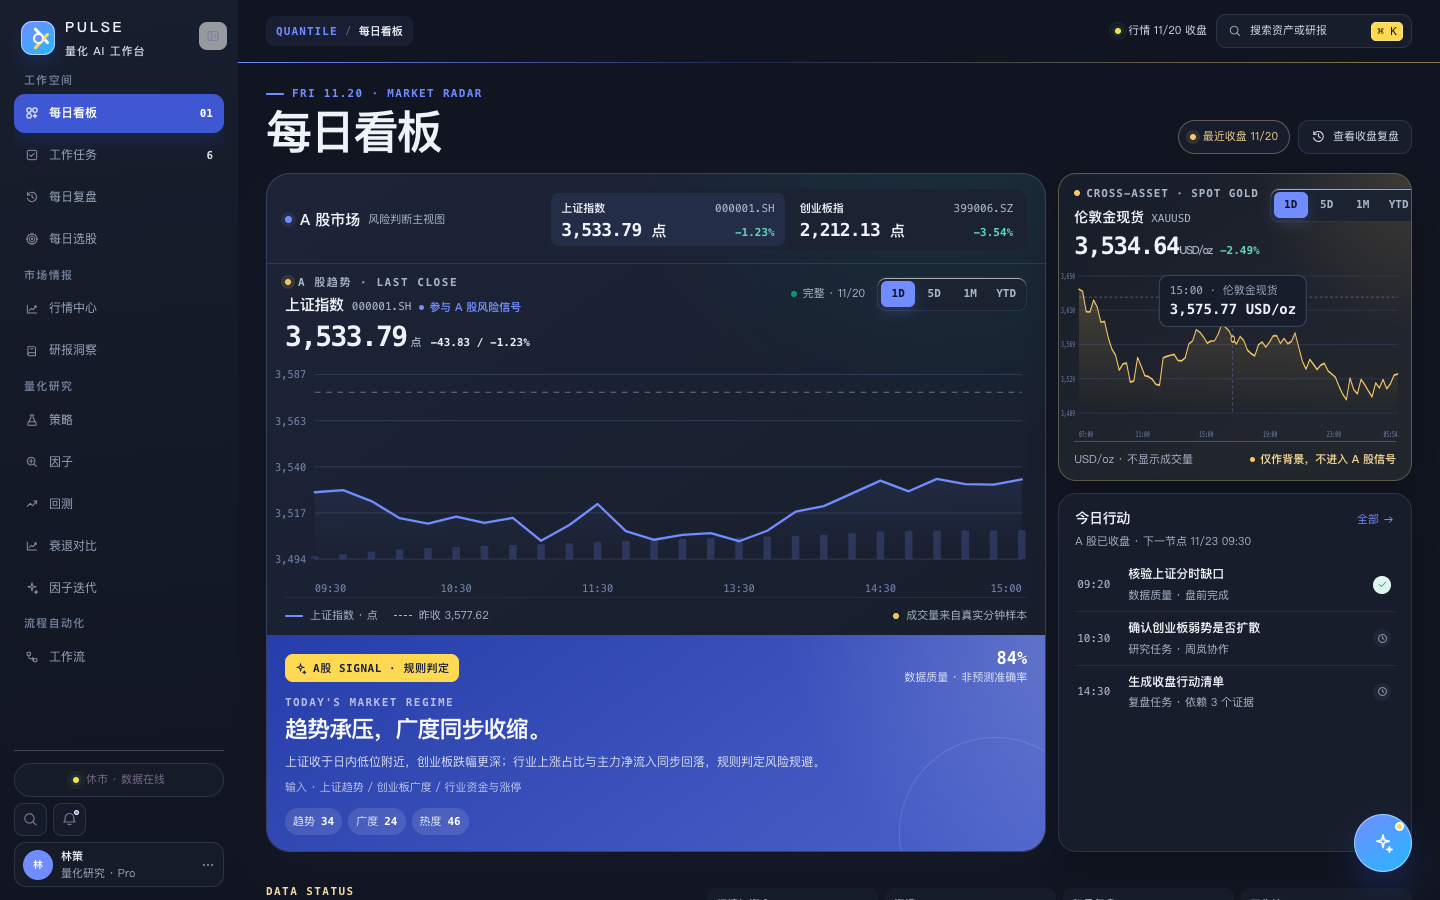 PULSE
量化 AI 工作台
工作空间
每日看板 01
工作任务 6
每日复盘
每日选股
市场情报
行情中心
研报洞察
量化研究
策略
因子
回测
衰退对比
因子迭代
流程自动化
工作流
休市 · 数据在线
林
林策
量化研究 · Pro
QUANTILE / 每日看板
行情 11/20 收盘
搜索资产或研报 ⌘ K
FRI 11.20 · MARKET RADAR
每日看板
最近收盘 11/20
查看收盘复盘
A 股市场 风险判断主视图
上证指数 000001.SH
3,533.79 点 −1.23%
创业板指 399006.SZ
2,212.13 点 −3.54%
A 股趋势 · LAST CLOSE
上证指数 000001.SH 参与 A 股风险信号
3,533.79 点 −43.83 / −1.23%
完整 · 11/20
1D 5D 1M YTD
3,587
3,563
3,540
3,517
3,494
09:30 10:30 11:30 13:30 14:30 15:00
上证指数 · 点 昨收 3,577.62
成交量来自真实分钟样本
A股 SIGNAL · 规则判定
84%
数据质量 · 非预测准确率
TODAY'S MARKET REGIME
趋势承压，广度同步收缩。
上证收于日内低位附近，创业板跌幅更深；行业上涨占比与主力净流入同步回落，规则判定风险规避。
输入 · 上证趋势 / 创业板广度 / 行业资金与涨停
趋势 34
广度 24
热度 46
CROSS-ASSET · SPOT GOLD
伦敦金现货 XAUUSD
3,534.64 USD/oz −2.49%
1D 5D 1M YTD
15:00 · 伦敦金现货
3,575.77 USD/oz
3,650
3,610
3,569
3,529
3,489
07:00 11:00 15:00 19:00 23:00 05:54
USD/oz · 不显示成交量
仅作背景，不进入 A 股信号
今日行动 全部 →
A 股已收盘 · 下一节点 11/23 09:30
09:20 核验上证分时缺口
数据质量 · 盘前完成
10:30 确认创业板弱势是否扩散
研究任务 · 周岚协作
14:30 生成收盘行动清单
复盘任务 · 依赖 3 个证据
DATA STATUS